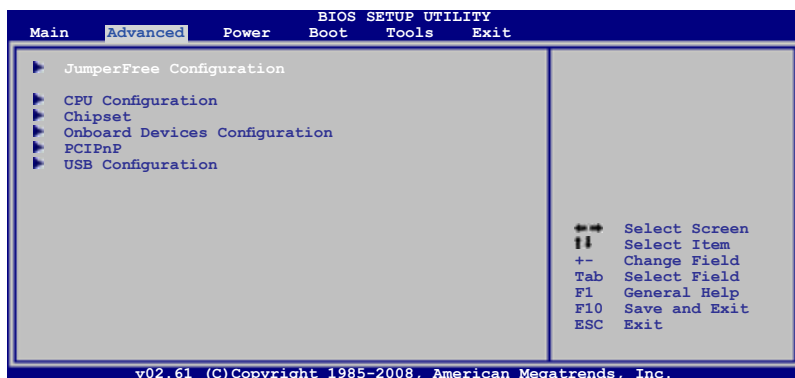 BIOS SETUP UTILITY
Main Advanced Power Boot Tools Exit
JumperFree Configuration
CPU Configuration
Chipset
Onboard Devices Configuration
PCIPnP
USB Configuration
←→ Select Screen
↑↓ Select Item
+- Change Field
Tab Select Field
F1 General Help
F10 Save and Exit
ESC Exit
v02.61 (C)Copyright 1985-2008, American Megatrends, Inc.